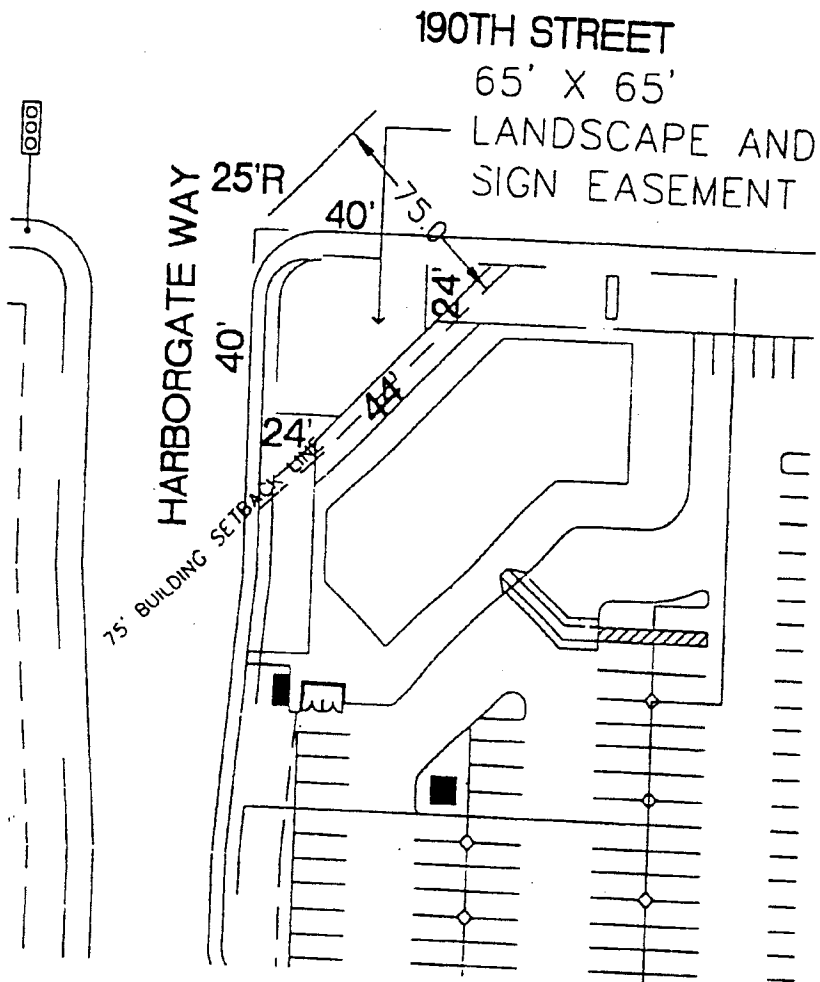 190TH STREET
65' X 65'
LANDSCAPE AND
SIGN EASEMENT
HARBORGATE WAY
25'R
40'
75.0
24'
40'
44'
24'
75' BUILDING SETBACK LINE